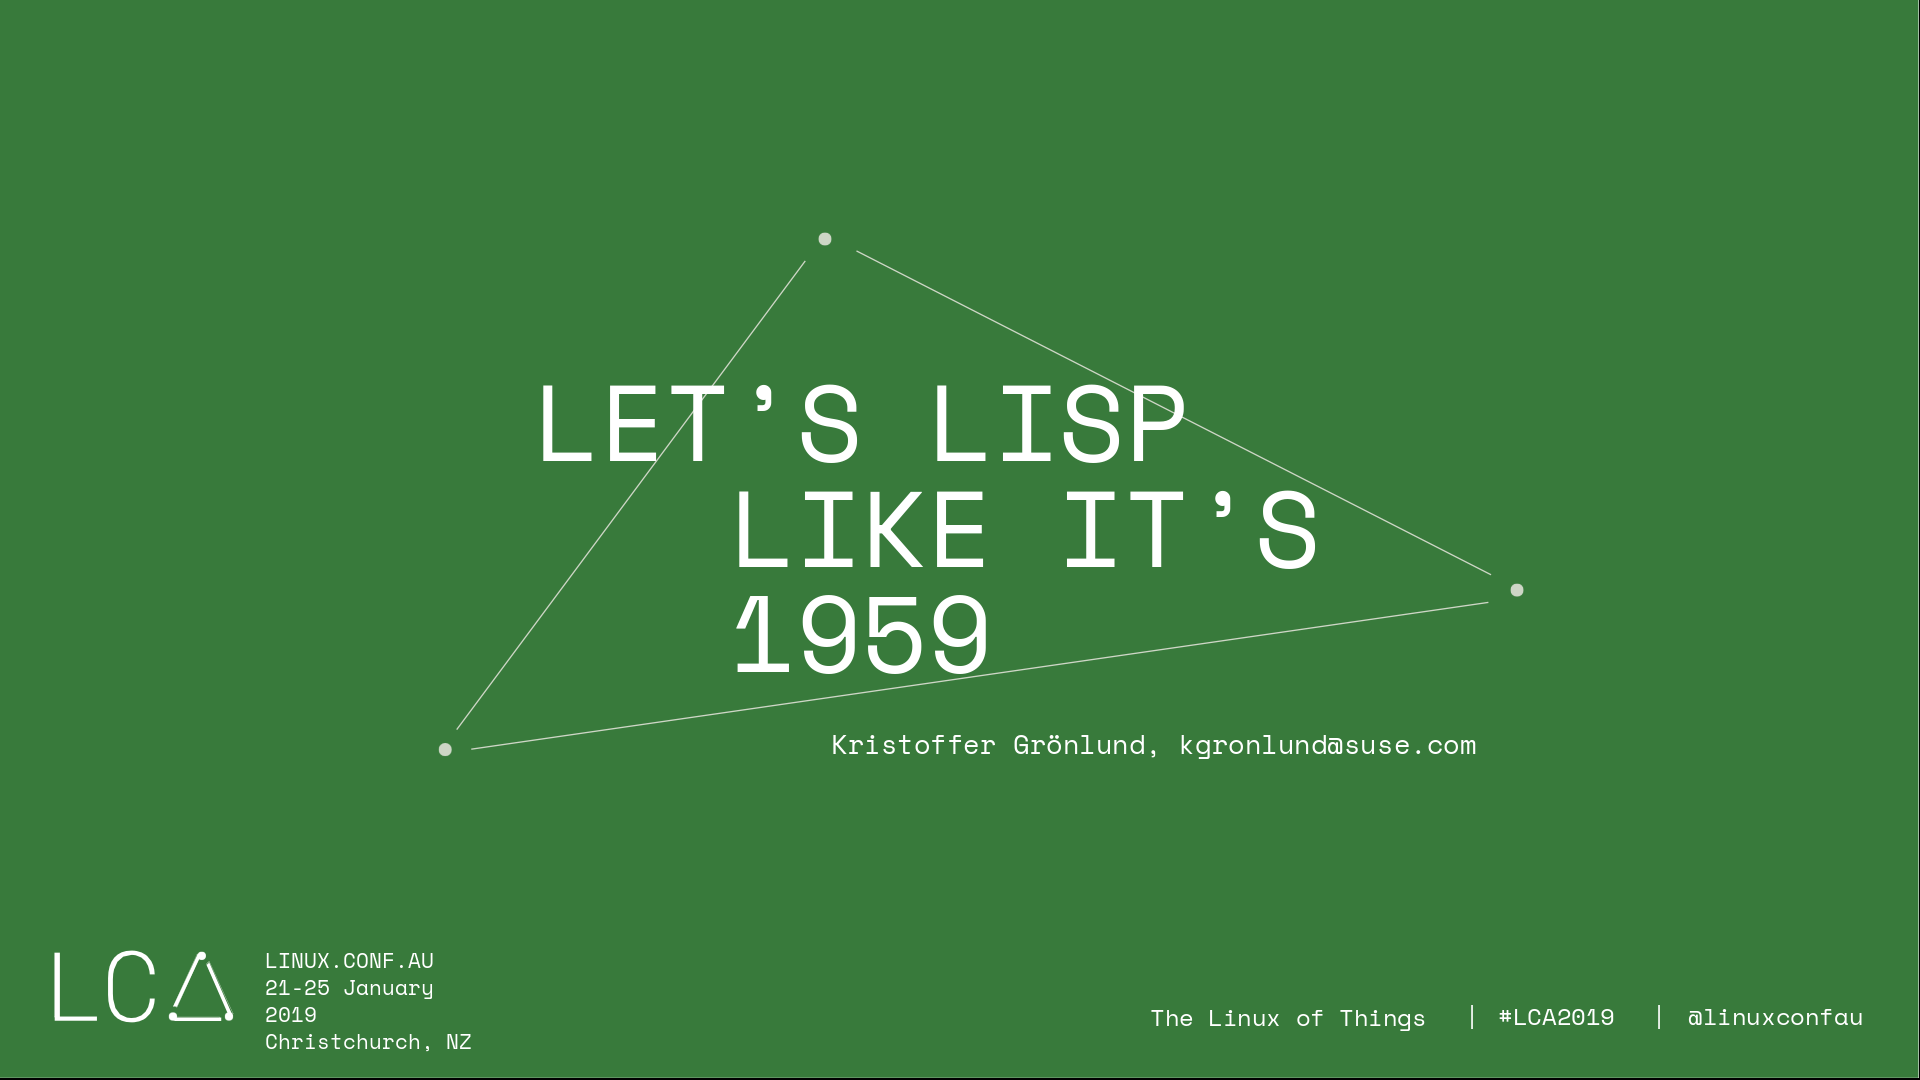 LET’S LISP
LIKE IT’S
1959
Kristoffer Grönlund, kgronlund@suse.com
LCA
LINUX.CONF.AU
21-25 January
2019
Christchurch, NZ
The Linux of Things | #LCA2019 | @linuxconfau